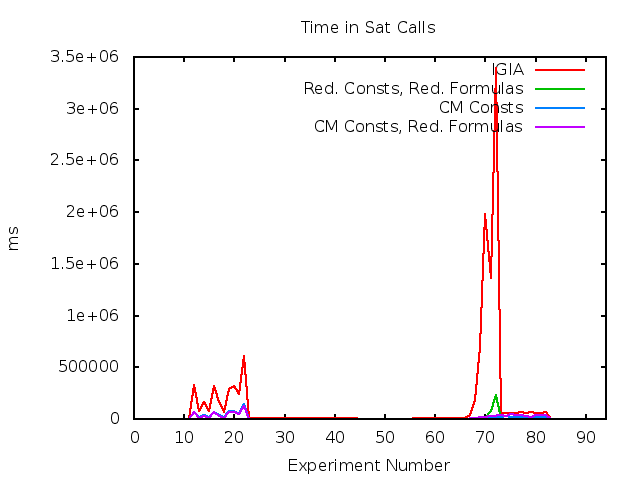 Time in Sat Calls
3.5e+06
3e+06
2.5e+06
2e+06
1.5e+06
1e+06
500000
0
ms
IGIA
Red. Consts, Red. Formulas
CM Consts
CM Consts, Red. Formulas
0 10 20 30 40 50 60 70 80 90
Experiment Number